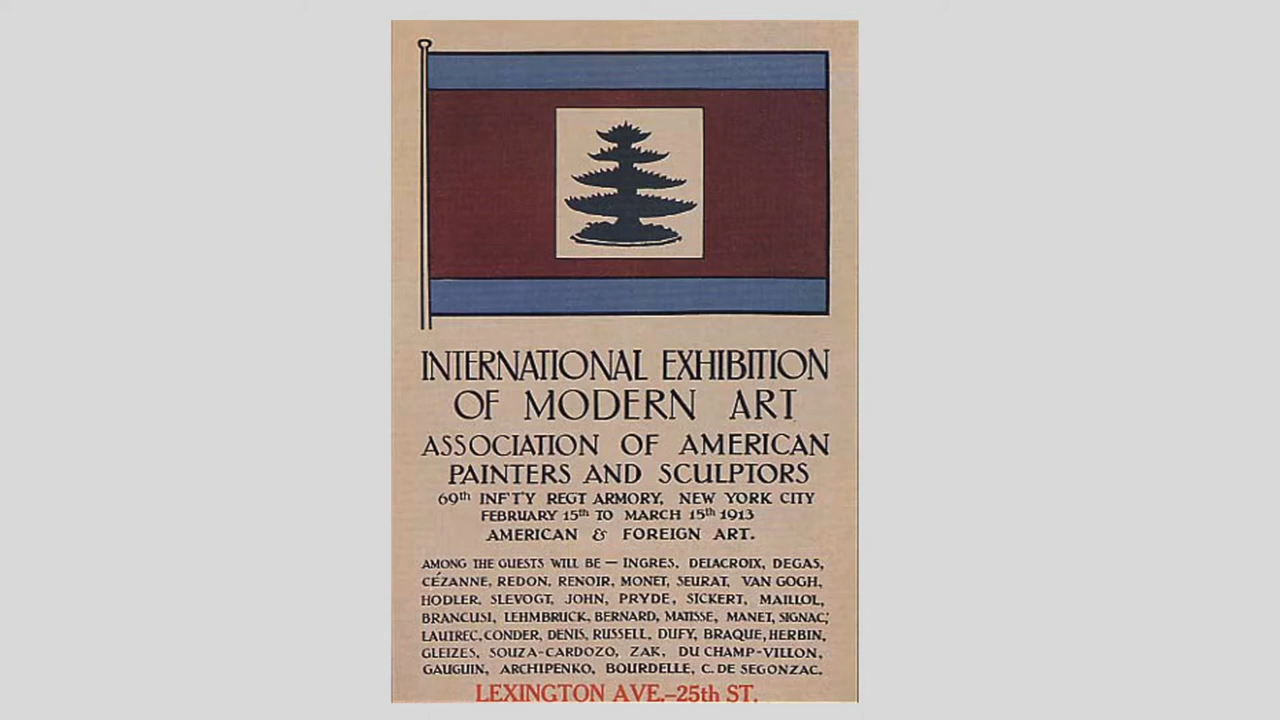 INTERNATIONAL EXHIBITION
OF MODERN ART
ASSOCIATION OF AMERICAN
PAINTERS AND SCULPTORS
69th INF'TY REGT ARMORY, NEW YORK CITY
FEBRUARY 15th TO MARCH 15th 1913
AMERICAN & FOREIGN ART.
AMONG THE GUESTS WILL BE — INGRES, DELACROIX, DEGAS,
CÉZANNE, REDON, RENOIR, MONET, SEURAT, VAN GOGH,
HODLER, SLEVOGT, JOHN, PRYDE, SICKERT, MAILLOL,
BRANCUSI, LEHMBRUCK, BERNARD, MATISSE, MANET, SIGNAC,
LAUTREC, CONDER, DENIS, RUSSELL, DUFY, BRAQUE, HERBIN,
GLEIZES, SOUZA-CARDOZO, ZAK, DU CHAMP-VILLON,
GAUGUIN, ARCHIPENKO, BOURDELLE, C. DE SEGONZAC.
LEXINGTON AVE.–25th ST.